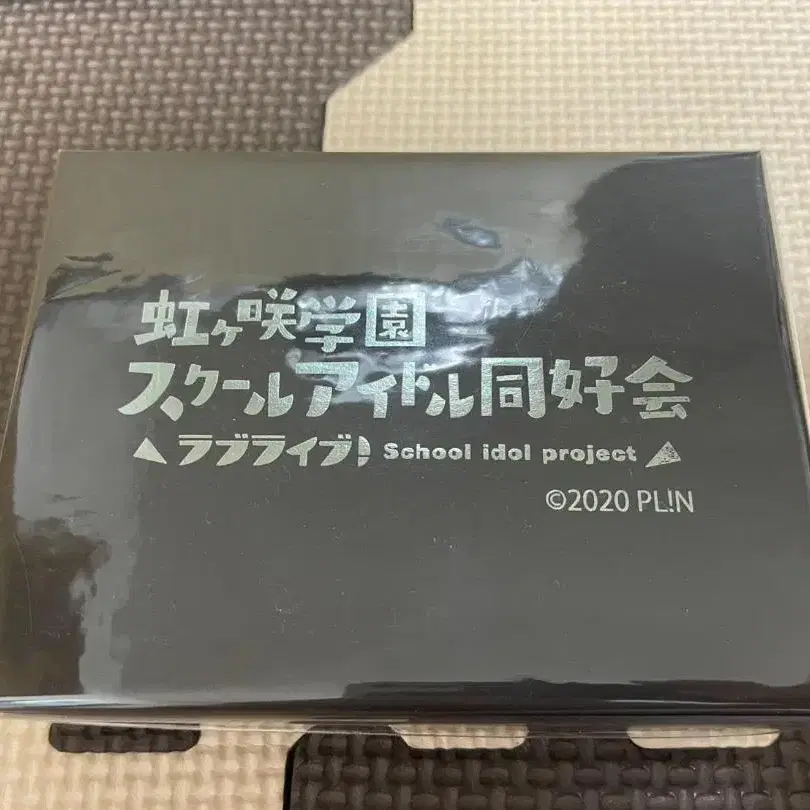 虹ヶ咲学園
スクールアイドル同好会
ラブライブ! School idol project
©2020 PL!N